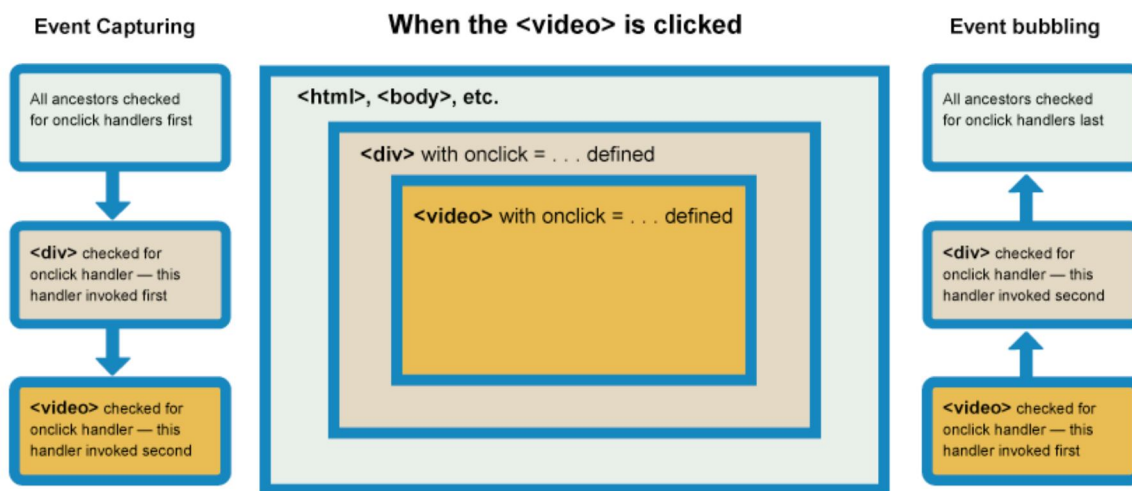 Event Capturing
All ancestors checked
for onclick handlers first
<div> checked for
onclick handler — this
handler invoked first
<video> checked for
onclick handler — this
handler invoked second
When the <video> is clicked
<html>, <body>, etc.
<div> with onclick = . . . defined
<video> with onclick = . . . defined
Event bubbling
All ancestors checked
for onclick handlers last
<div> checked for
onclick handler — this
handler invoked second
<video> checked for
onclick handler — this
handler invoked first